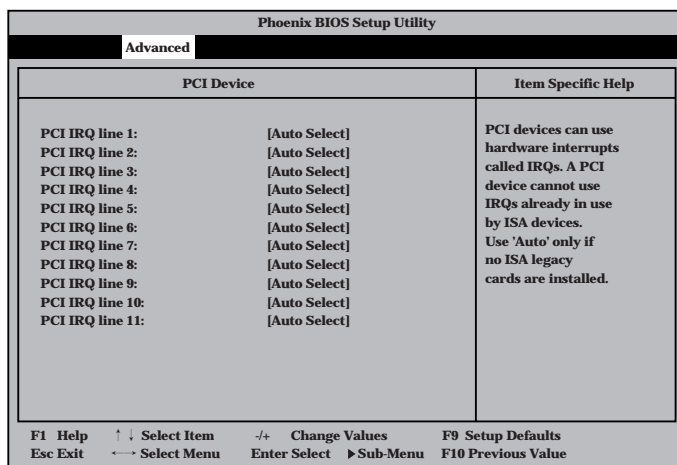 Phoenix BIOS Setup Utility
Advanced
PCI Device
Item Specific Help
PCI IRQ line 1: [Auto Select]
PCI IRQ line 2: [Auto Select]
PCI IRQ line 3: [Auto Select]
PCI IRQ line 4: [Auto Select]
PCI IRQ line 5: [Auto Select]
PCI IRQ line 6: [Auto Select]
PCI IRQ line 7: [Auto Select]
PCI IRQ line 8: [Auto Select]
PCI IRQ line 9: [Auto Select]
PCI IRQ line 10: [Auto Select]
PCI IRQ line 11: [Auto Select]
PCI devices can use
hardware interrupts
called IRQs. A PCI
device cannot use
IRQs already in use
by ISA devices.
Use 'Auto' only if
no ISA legacy
cards are installed.
F1 Help ↑ ↓ Select Item -/+ Change Values F9 Setup Defaults
Esc Exit ←→ Select Menu Enter Select ▶Sub-Menu F10 Previous Value